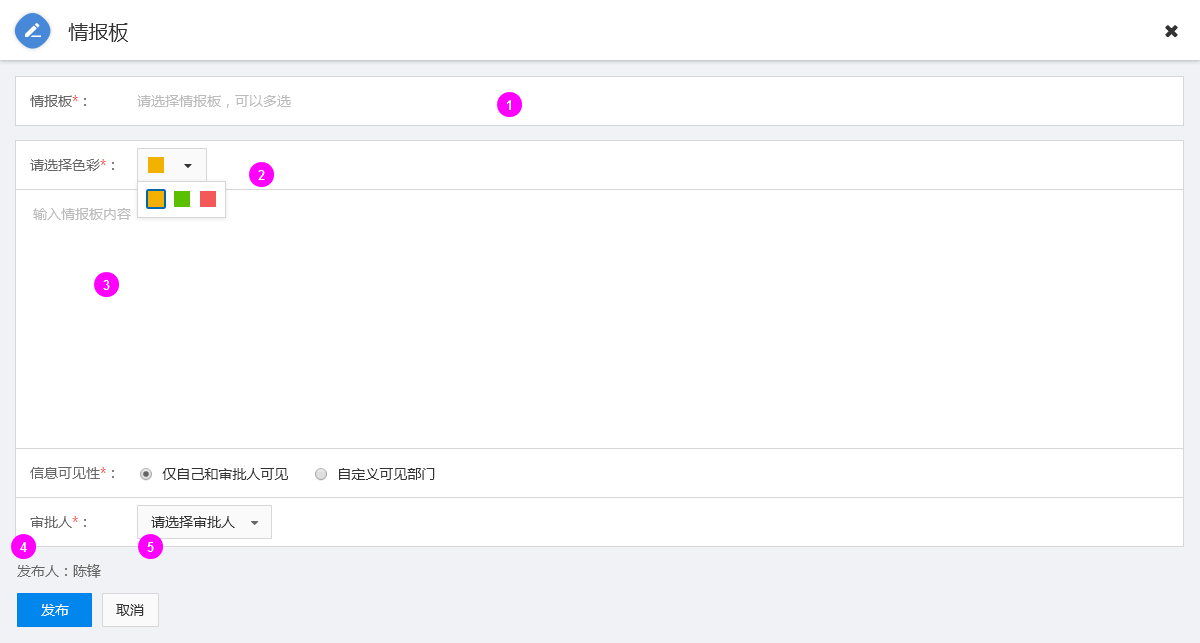 情报板
情报板*： 请选择情报板，可以多选 1
请选择色彩*： 2
输入情报板内容
3
信息可见性*： 仅自己和审批人可见 自定义可见部门
审批人*： 请选择审批人
4 5
发布人：陈锋
发布 取消